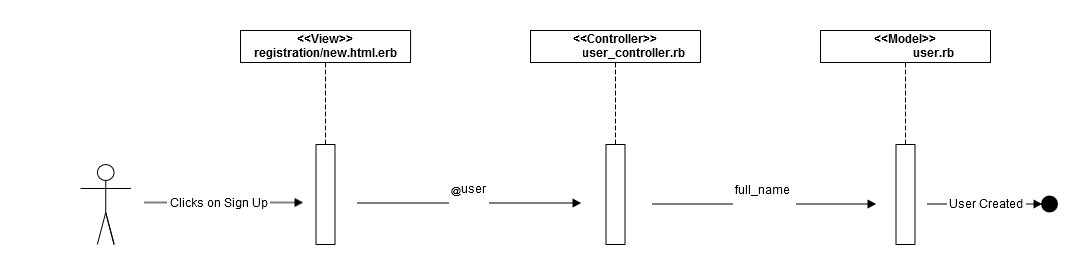 <<View>>
registration/new.html.erb
<<Controller>>
user_controller.rb
<<Model>>
user.rb
Clicks on Sign Up
@user
full_name
User Created